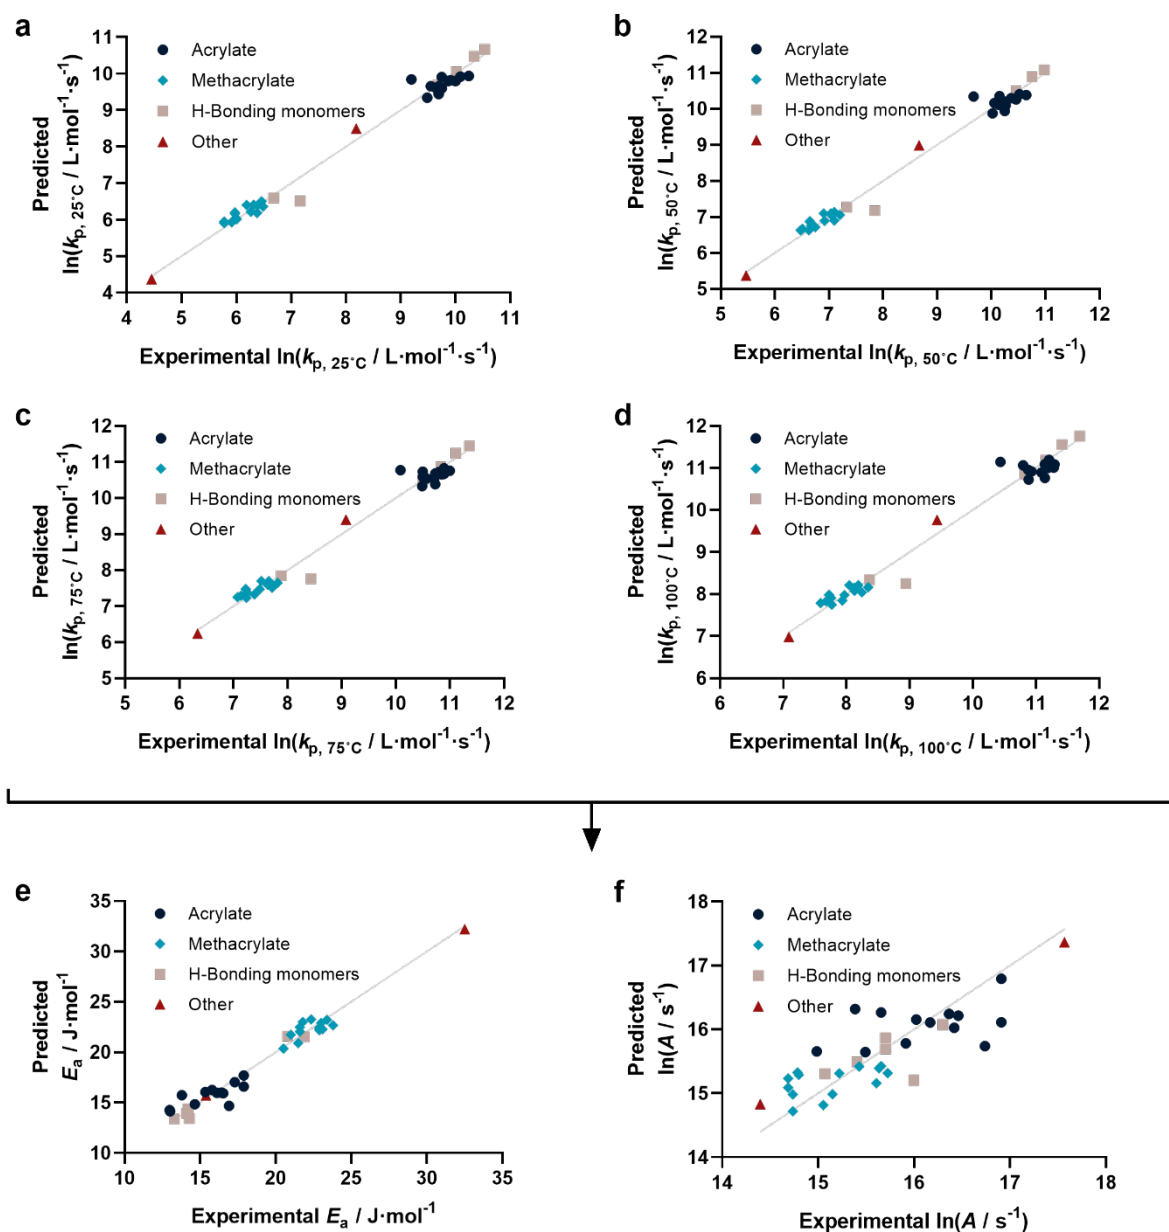 a
11
10
9
8
7
6
5
4
4 5 6 7 8 9 10 11
Acrylate
Methacrylate
H-Bonding monomers
Other
Predicted
ln(kp, 25°C / L·mol⁻¹·s⁻¹)
Experimental ln(kp, 25°C / L·mol⁻¹·s⁻¹)
b
12
11
10
9
8
7
6
5
5 6 7 8 9 10 11 12
Acrylate
Methacrylate
H-Bonding monomers
Other
Predicted
ln(kp, 50°C / L·mol⁻¹·s⁻¹)
Experimental ln(kp, 50°C / L·mol⁻¹·s⁻¹)
c
12
11
10
9
8
7
6
5
5 6 7 8 9 10 11 12
Acrylate
Methacrylate
H-Bonding monomers
Other
Predicted
ln(kp, 75°C / L·mol⁻¹·s⁻¹)
Experimental ln(kp, 75°C / L·mol⁻¹·s⁻¹)
d
12
11
10
9
8
7
6
6 7 8 9 10 11 12
Acrylate
Methacrylate
H-Bonding monomers
Other
Predicted
ln(kp, 100°C / L·mol⁻¹·s⁻¹)
Experimental ln(kp, 100°C / L·mol⁻¹·s⁻¹)
e
35
30
25
20
15
10
10 15 20 25 30 35
Acrylate
Methacrylate
H-Bonding monomers
Other
Predicted
Ea / J·mol⁻¹
Experimental Ea / J·mol⁻¹
f
18
17
16
15
14
14 15 16 17 18
Acrylate
Methacrylate
H-Bonding monomers
Other
Predicted
ln(A / s⁻¹)
Experimental ln(A / s⁻¹)